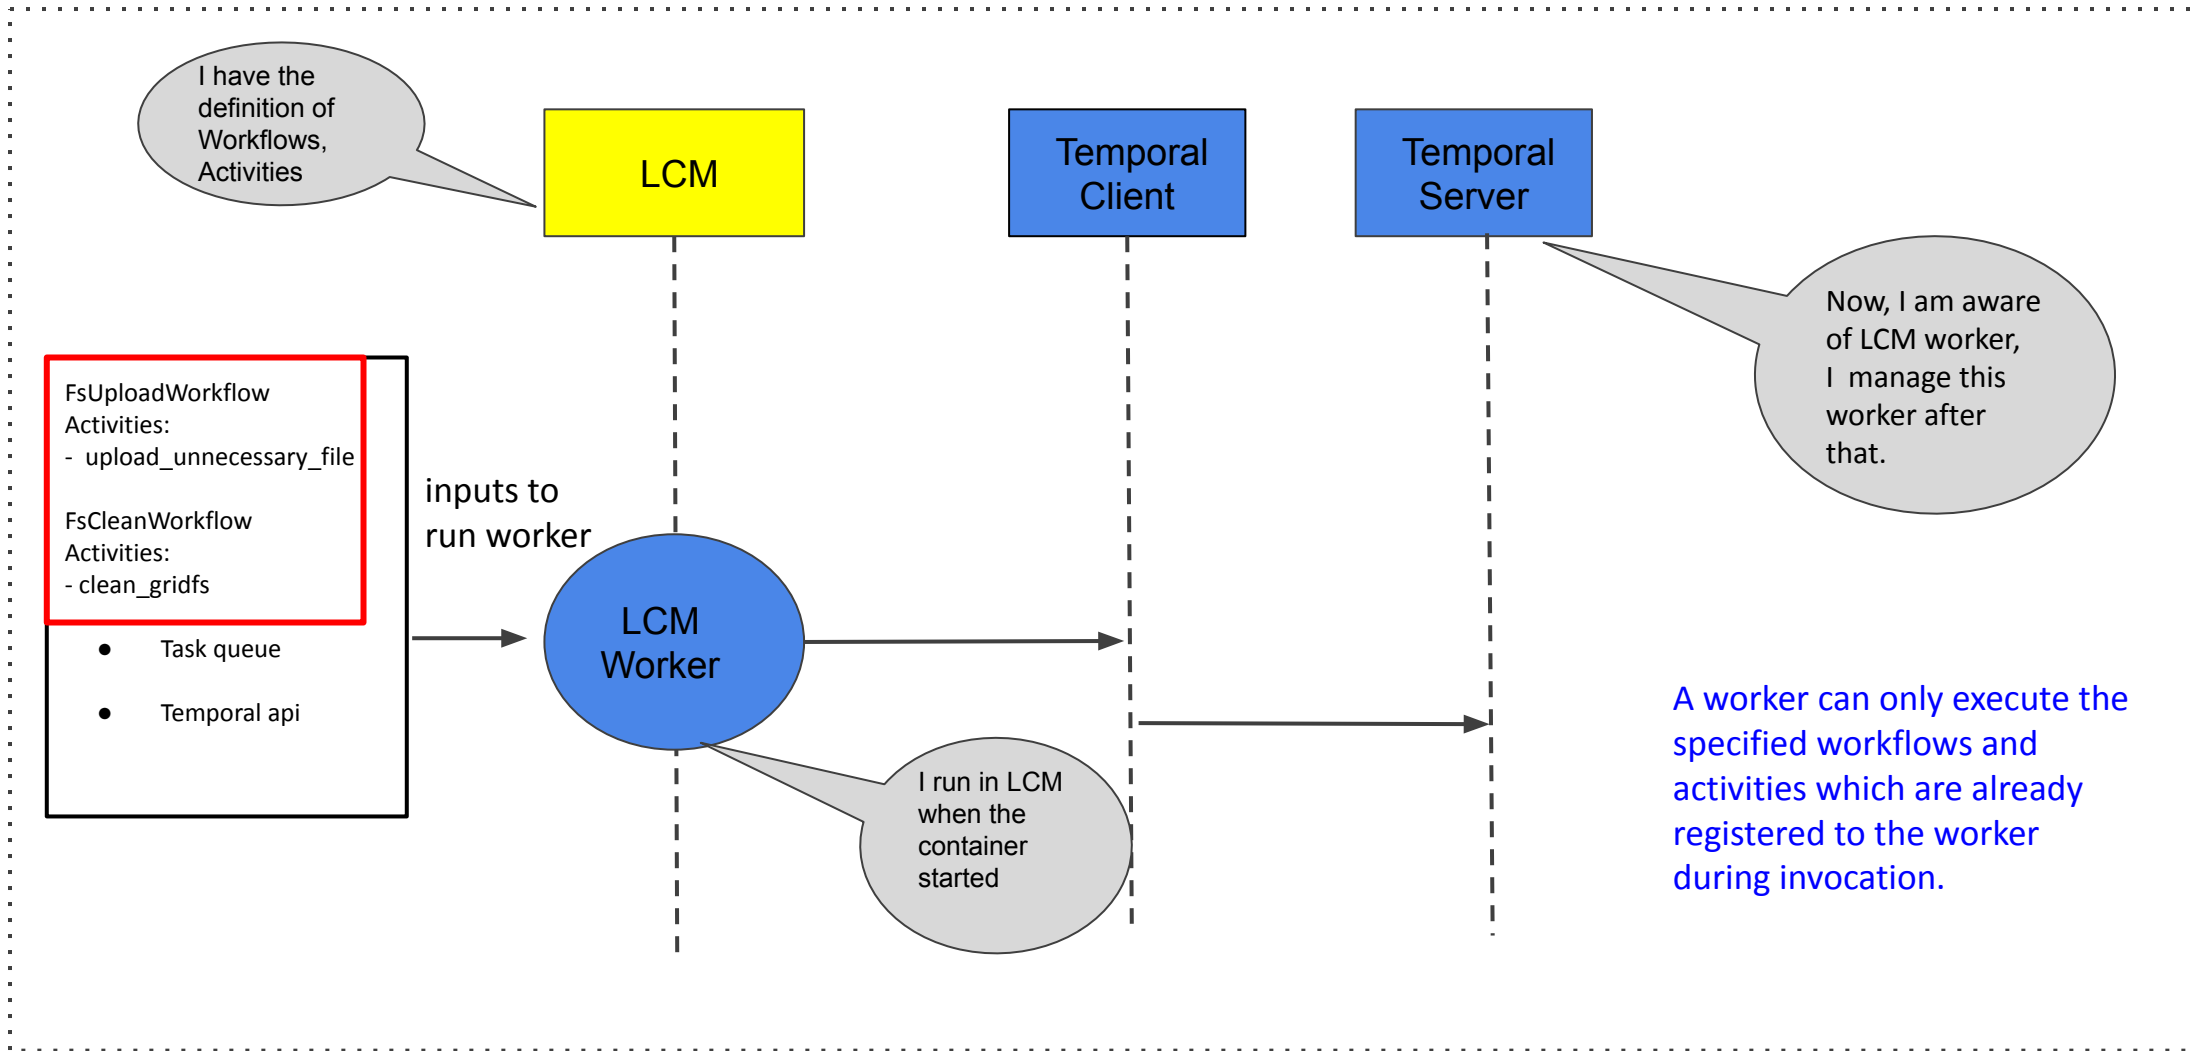 I have the
definition of
Workflows,
Activities
LCM
Temporal
Client
Temporal
Server
Now, I am aware
of LCM worker,
I  manage this
worker after
that.
FsUploadWorkflow
Activities:
-  upload_unnecessary_file
FsCleanWorkflow
Activities:
- clean_gridfs
● Task queue
● Temporal api
inputs to
run worker
LCM
Worker
I run in LCM
when the
container
started
A worker can only execute the
specified workflows and
activities which are already
registered to the worker
during invocation.